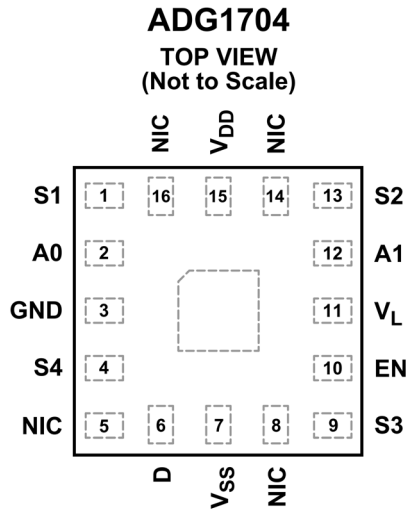 ADG1704
TOP VIEW
(Not to Scale)
NIC VDD NIC
16 15 14
S1 1 13 S2
A0 2 12 A1
GND 3 11 VL
S4 4 10 EN
NIC 5 6 7 8 9 S3
D VSS NIC